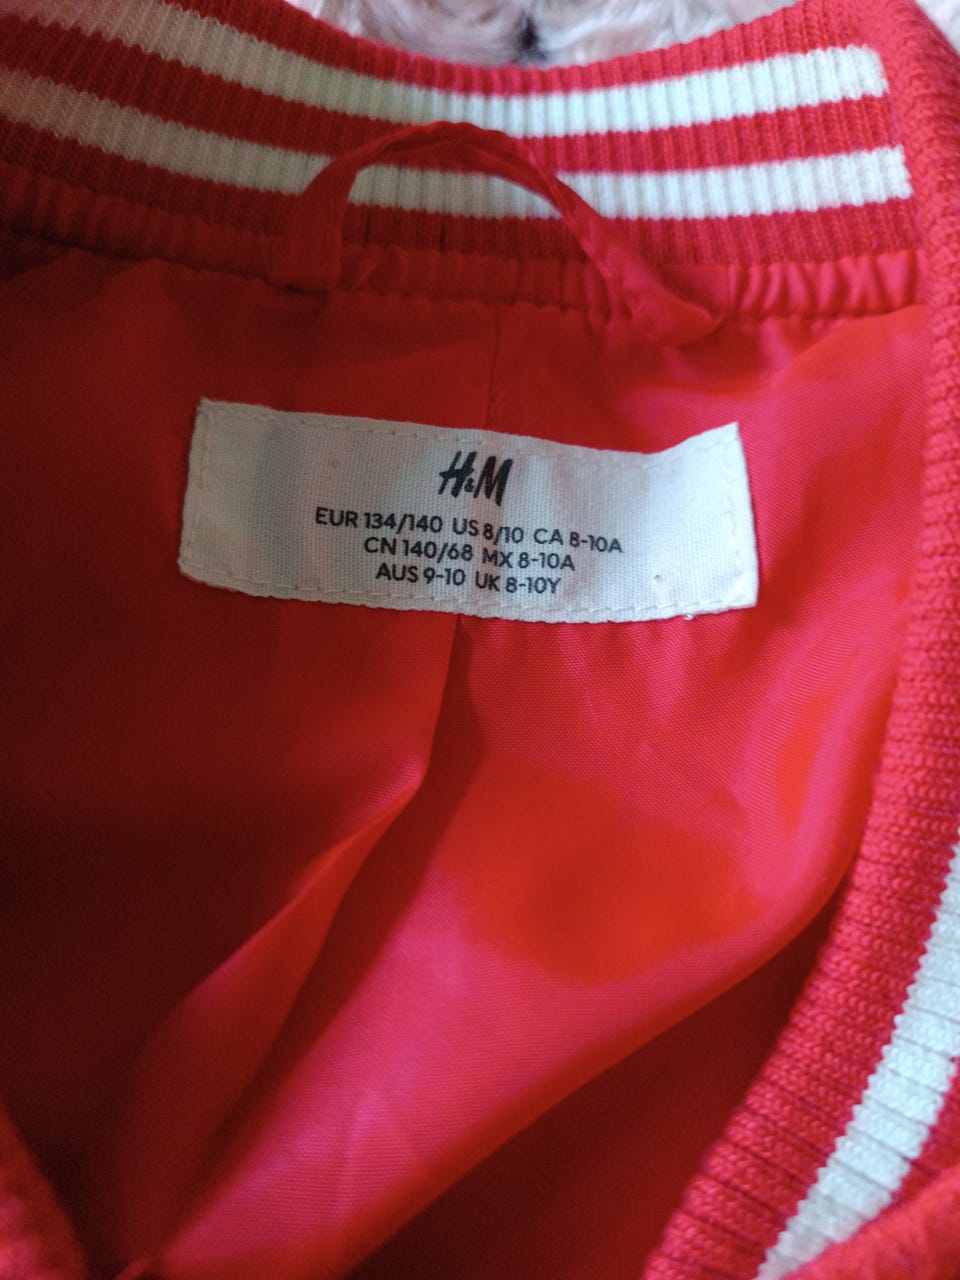 H&M
EUR 134/140 US 8/10 CA 8-10A
CN 140/68 MX 8-10A
AUS 9-10 UK 8-10Y